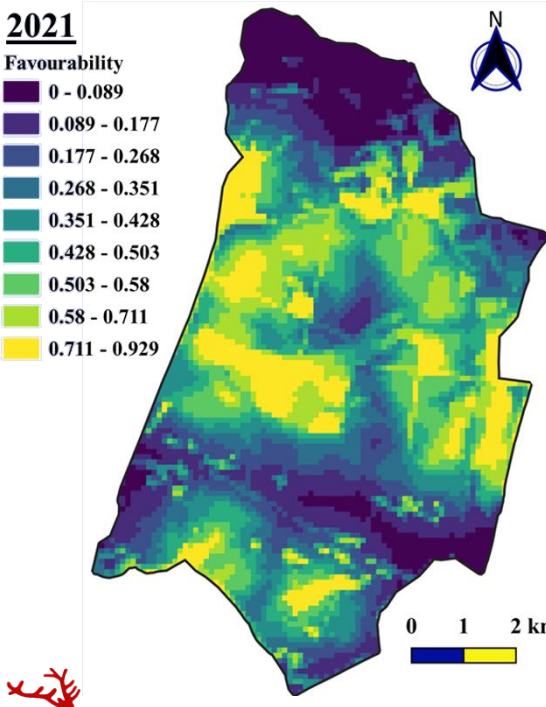 2021
N
Favourability
0 - 0.089
0.089 - 0.177
0.177 - 0.268
0.268 - 0.351
0.351 - 0.428
0.428 - 0.503
0.503 - 0.58
0.58 - 0.711
0.711 - 0.929
0 1 2 km